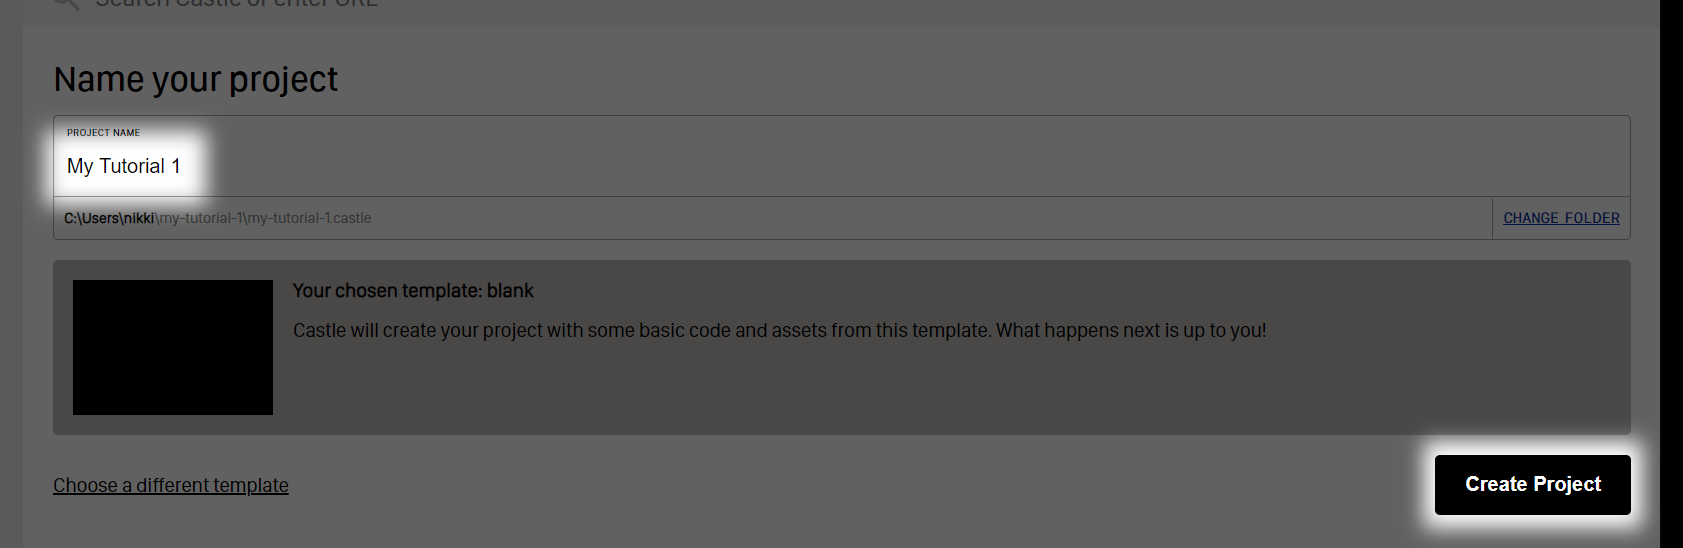 Search Castle or enter URL
Name your project
PROJECT NAME
My Tutorial 1
C:\Users\nikki\my-tutorial-1\my-tutorial-1.castle
CHANGE FOLDER
Your chosen template: blank
Castle will create your project with some basic code and assets from this template. What happens next is up to you!
Choose a different template
Create Project